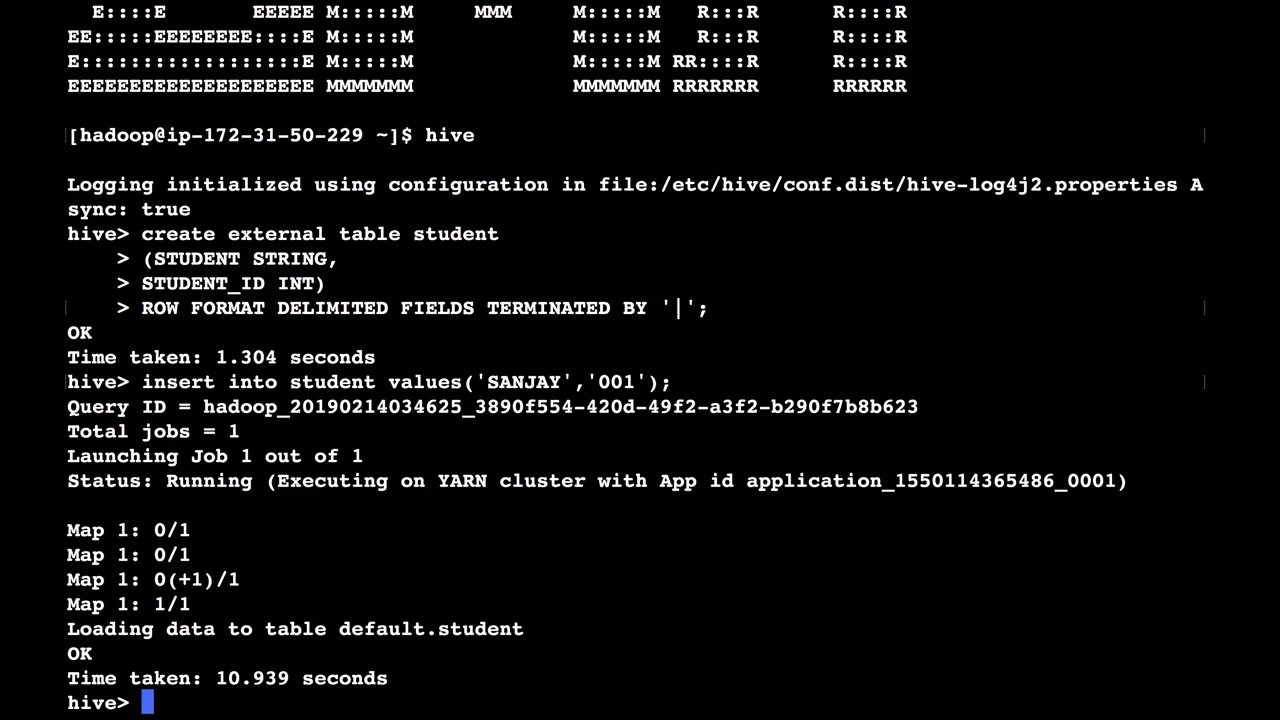 E::::E       EEEEE M:::::M     MMM     M:::::M   R:::R      R::::R
EE:::::EEEEEEEE::::E M:::::M             M:::::M   R:::R      R::::R
E::::::::::::::::::E M:::::M             M:::::M RR::::R      R::::R
EEEEEEEEEEEEEEEEEEEE MMMMMMM             MMMMMMM RRRRRRR      RRRRRR
[hadoop@ip-172-31-50-229 ~]$ hive
Logging initialized using configuration in file:/etc/hive/conf.dist/hive-log4j2.properties A
sync: true
hive> create external table student
    > (STUDENT STRING,
    > STUDENT_ID INT)
    > ROW FORMAT DELIMITED FIELDS TERMINATED BY '|';
OK
Time taken: 1.304 seconds
hive> insert into student values('SANJAY','001');
Query ID = hadoop_20190214034625_3890f554-420d-49f2-a3f2-b290f7b8b623
Total jobs = 1
Launching Job 1 out of 1
Status: Running (Executing on YARN cluster with App id application_1550114365486_0001)
Map 1: 0/1
Map 1: 0/1
Map 1: 0(+1)/1
Map 1: 1/1
Loading data to table default.student
OK
Time taken: 10.939 seconds
hive>